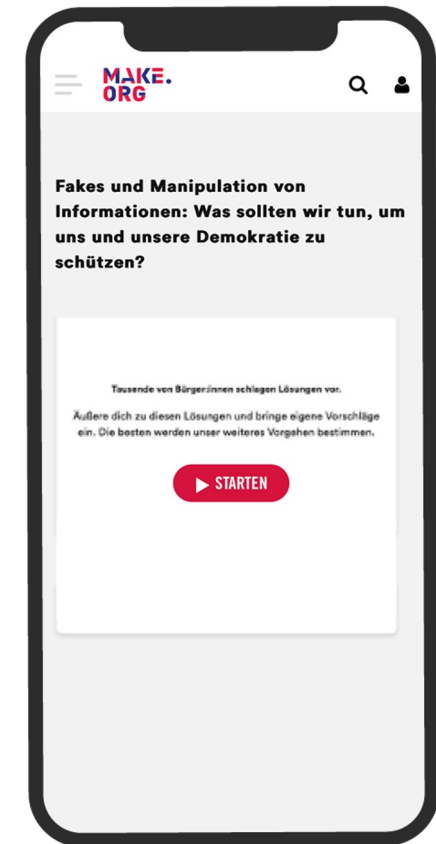 MAKE.
ORG
Fakes und Manipulation von
Informationen: Was sollten wir tun, um
uns und unsere Demokratie zu
schützen?
Tausende von Bürger:innen schlagen Lösungen vor.
Äußere dich zu diesen Lösungen und bringe eigene Vorschläge
ein. Die besten werden unser weiteres Vorgehen bestimmen.
STARTEN